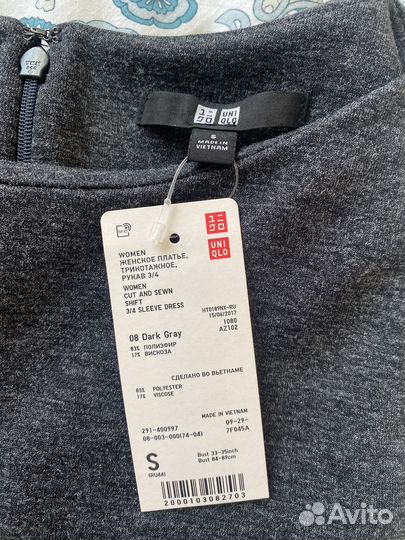 UNI
QLO
S
MADE IN
VIETNAM
UNI
QLO
WOMEN
ЖЕНСКОЕ ПЛАТЬЕ,
ТРИКОТАЖНОЕ,
РУКАВ 3/4
WOMEN
CUT AND SEWN
SHIFT
3/4 SLEEVE DRESS
HT0189NX-RU
15/06/2017
1080
AZ102
08 Dark Gray
83% ПОЛИЭФИР
17% ВИСКОЗА
СДЕЛАНО ВО ВЬЕТНАМЕ
83% POLYESTER
17% VISCOSE
MADE IN VIETNAM
291-400997 09-29-
08-003-000(74-04) 7F045A
S
(RU44)
Bust 33-35inch
Bust 84-89cm
2000103082703
Avito